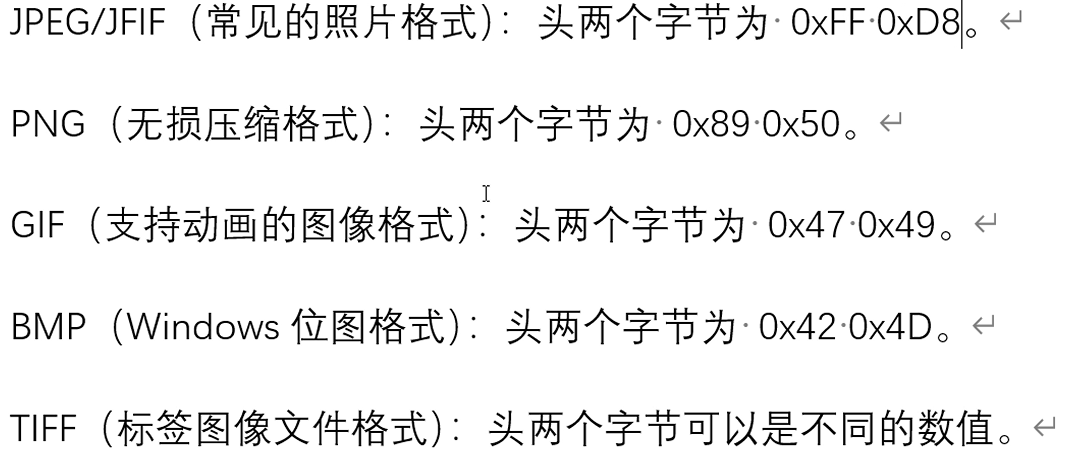 JPEG/JFIF（常见的照片格式）：头两个字节为 0xFF 0xD8。
PNG（无损压缩格式）：头两个字节为 0x89 0x50。
GIF（支持动画的图像格式）：头两个字节为 0x47 0x49。
BMP（Windows 位图格式）：头两个字节为 0x42 0x4D。
TIFF（标签图像文件格式）：头两个字节可以是不同的数值。